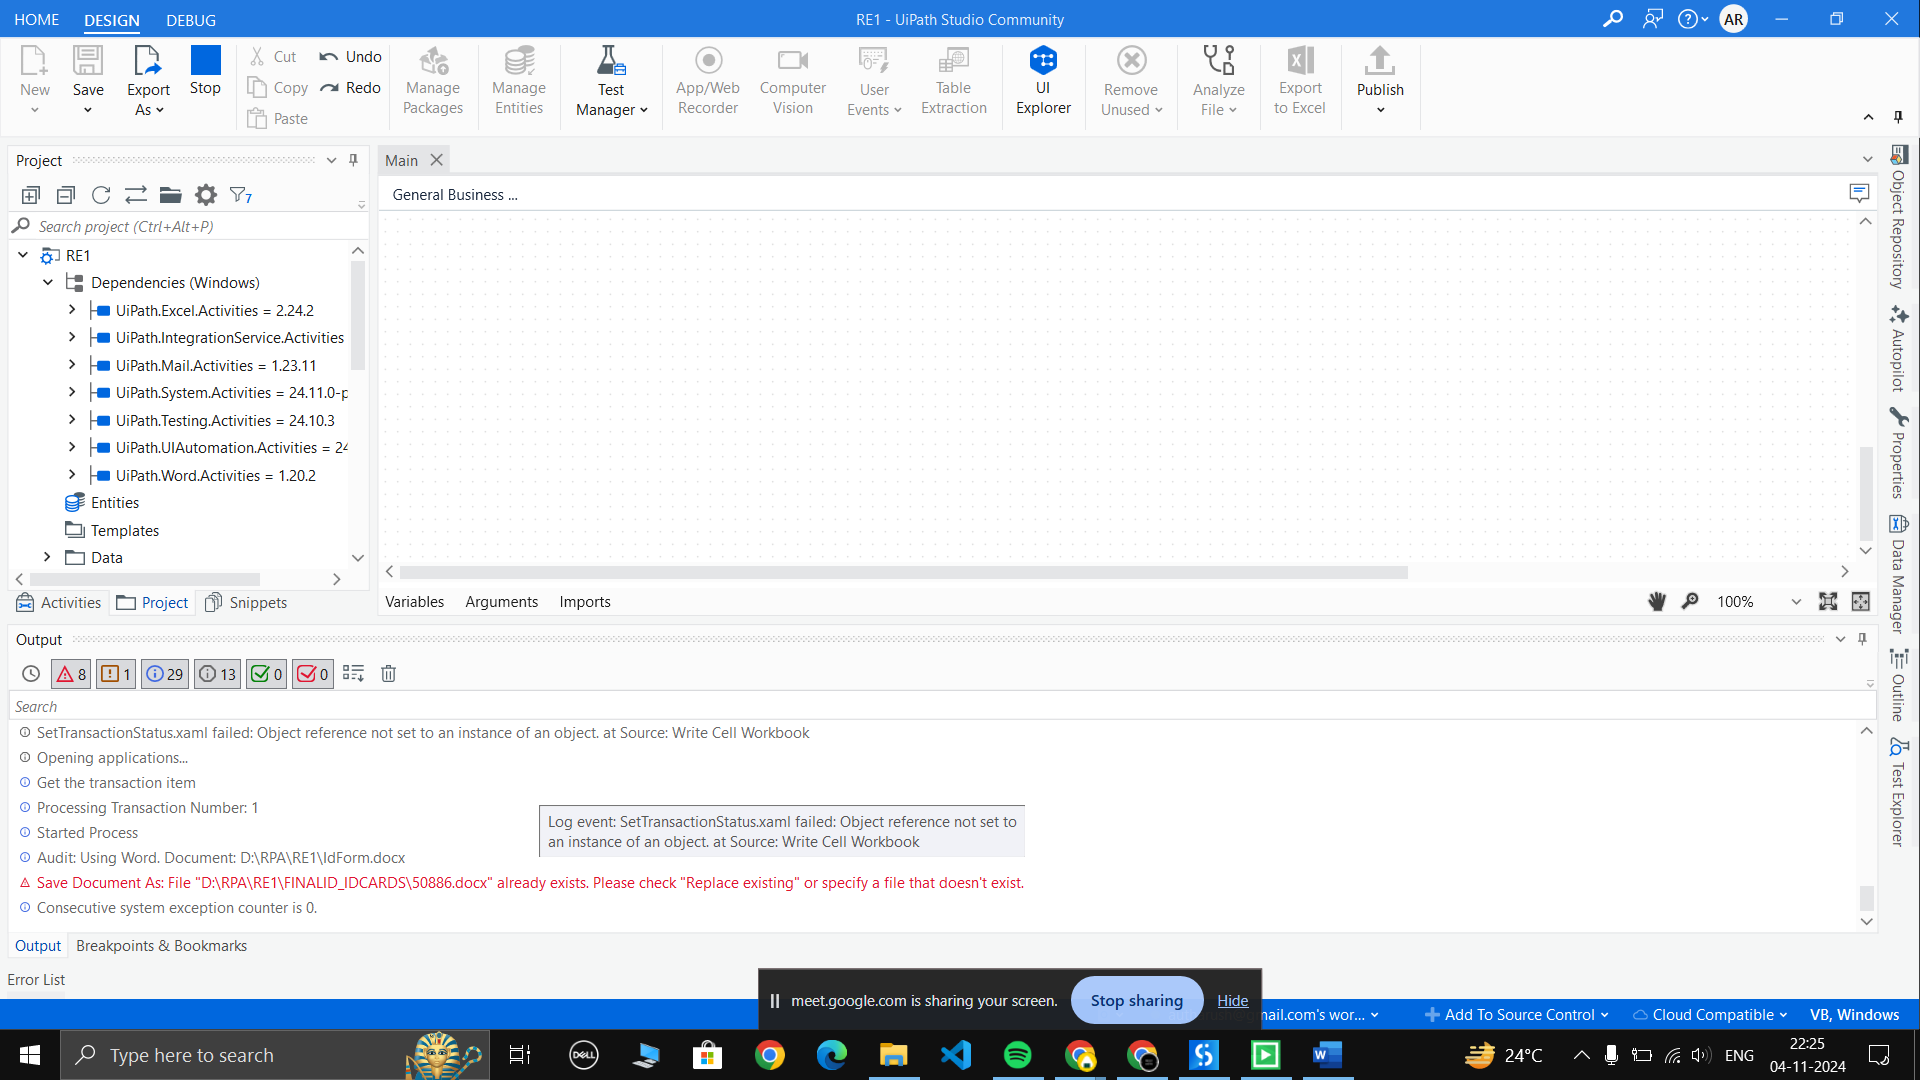 HOME DESIGN DEBUG RE1 - UiPath Studio Community AR
New Save Export As Stop Cut Copy Paste Undo Redo Manage Packages Manage Entities Test Manager App/Web Recorder Computer Vision User Events Table Extraction UI Explorer Remove Unused Analyze File Export to Excel Publish
Project
7
Search project (Ctrl+Alt+P)
RE1
Dependencies (Windows)
UiPath.Excel.Activities = 2.24.2
UiPath.IntegrationService.Activities
UiPath.Mail.Activities = 1.23.11
UiPath.System.Activities = 24.11.0-p
UiPath.Testing.Activities = 24.10.3
UiPath.UIAutomation.Activities = 24
UiPath.Word.Activities = 1.20.2
Entities
Templates
Data
Activities Project Snippets
Main
General Business ...
Variables Arguments Imports 100%
Object Repository
Autopilot
Properties
Data Manager
Outline
Test Explorer
Output
8 1 29 13 0 0
Search
SetTransactionStatus.xaml failed: Object reference not set to an instance of an object. at Source: Write Cell Workbook
Opening applications...
Get the transaction item
Processing Transaction Number: 1
Started Process
Audit: Using Word. Document: D:\RPA\RE1\IdForm.docx
Save Document As: File "D:\RPA\RE1\FINALID_IDCARDS\50886.docx" already exists. Please check "Replace existing" or specify a file that doesn't exist.
Consecutive system exception counter is 0.
Log event: SetTransactionStatus.xaml failed: Object reference not set to
an instance of an object. at Source: Write Cell Workbook
Output Breakpoints & Bookmarks
Error List
meet.google.com is sharing your screen. Stop sharing Hide
gmail.com's wor... Add To Source Control Cloud Compatible VB, Windows
Type here to search DELL 24°C ENG 22:25
04-11-2024